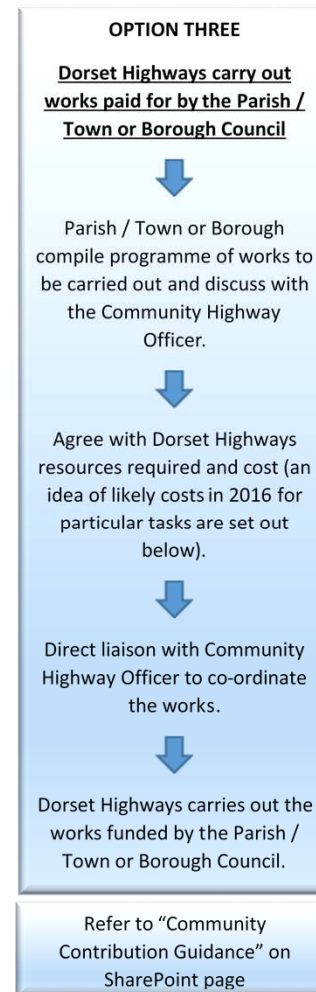 OPTION THREE
Dorset Highways carry out
works paid for by the Parish /
Town or Borough Council
Parish / Town or Borough
compile programme of works to
be carried out and discuss with
the Community Highway
Officer.
Agree with Dorset Highways
resources required and cost (an
idea of likely costs in 2016 for
particular tasks are set out
below).
Direct liaison with Community
Highway Officer to co-ordinate
the works.
Dorset Highways carries out the
works funded by the Parish /
Town or Borough Council.
Refer to “Community
Contribution Guidance” on
SharePoint page